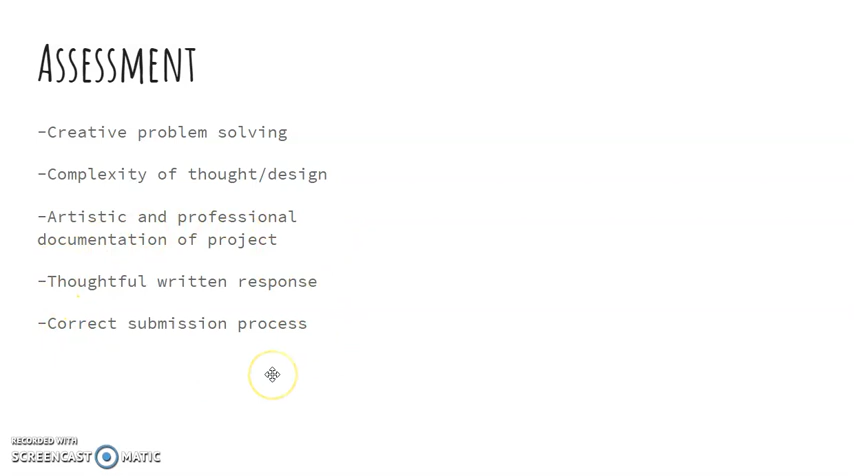 Assessment
-Creative problem solving
-Complexity of thought/design
-Artistic and professional
documentation of project
-Thoughtful written response
-Correct submission process
RECORDED WITH
SCREENCAST MATIC